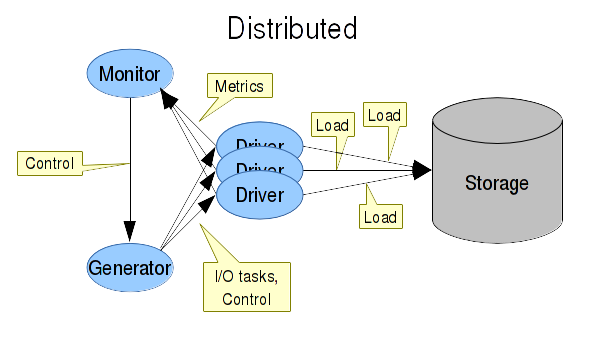 Distributed
Monitor
Metrics
Load
Load
Driver
Driver
Driver
Control
Storage
Load
Generator
I/O tasks,
Control